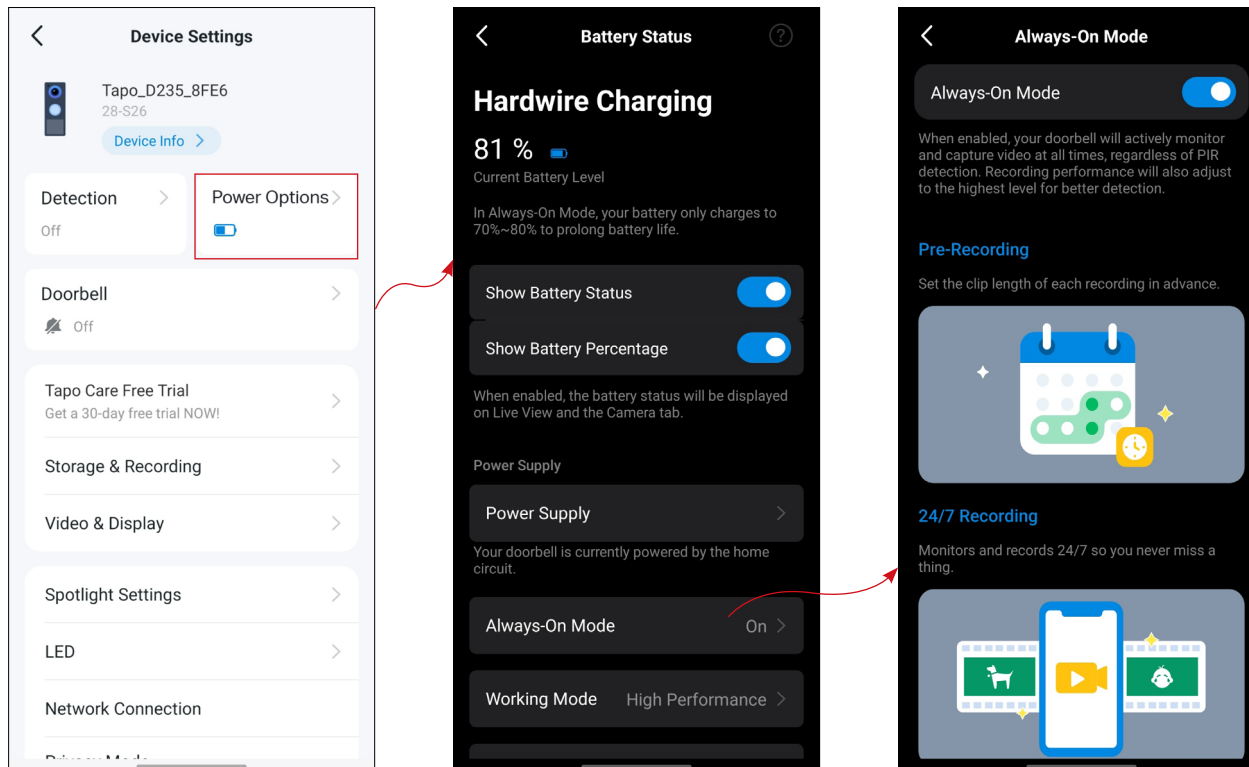 Device Settings
Tapo_D235_8FE6
28-S26
Device Info
Detection
Off
Power Options
Doorbell
Off
Tapo Care Free Trial
Get a 30-day free trial NOW!
Storage & Recording
Video & Display
Spotlight Settings
LED
Network Connection
Privacy Mode
Battery Status
?
Hardwire Charging
81 %
Current Battery Level
In Always-On Mode, your battery only charges to
70%~80% to prolong battery life.
Show Battery Status
Show Battery Percentage
When enabled, the battery status will be displayed
on Live View and the Camera tab.
Power Supply
Power Supply
Your doorbell is currently powered by the home
circuit.
Always-On Mode On
Working Mode High Performance
Always-On Mode
Always-On Mode
When enabled, your doorbell will actively monitor
and capture video at all times, regardless of PIR
detection. Recording performance will also adjust
to the highest level for better detection.
Pre-Recording
Set the clip length of each recording in advance.
24/7 Recording
Monitors and records 24/7 so you never miss a
thing.